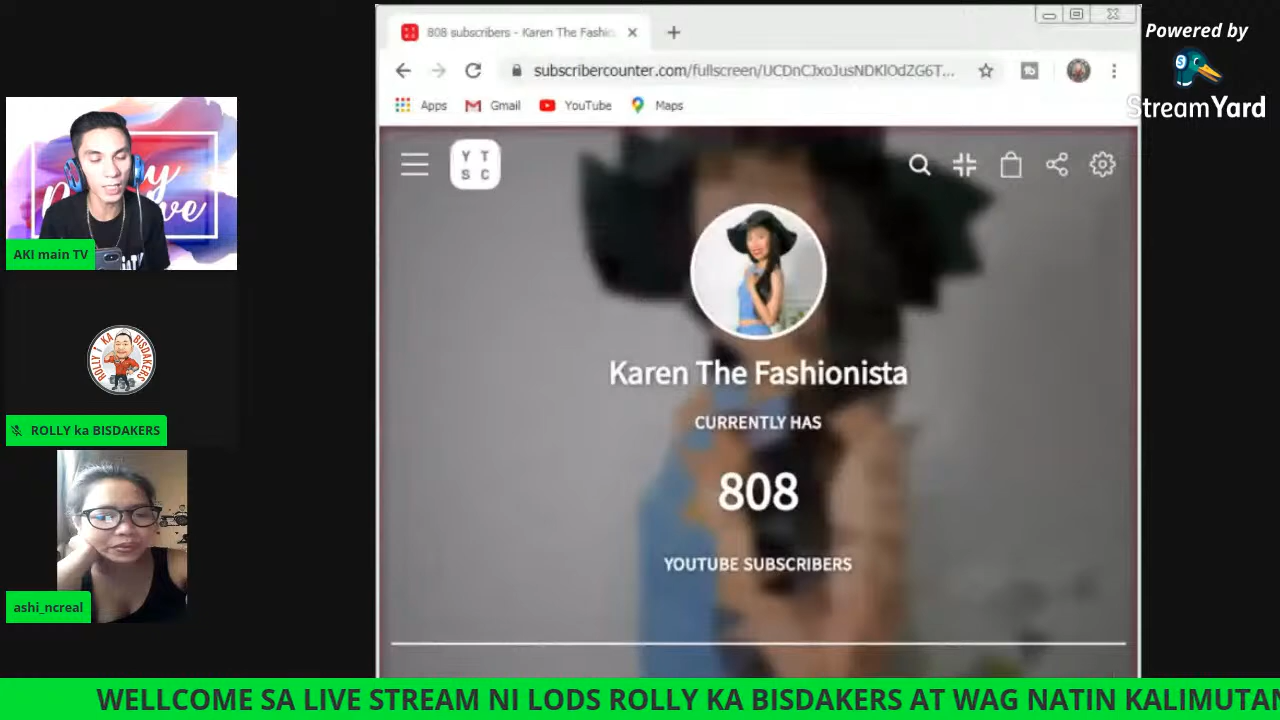 808 subscribers - Karen The Fashio
Powered by
StreamYard
subscribercounter.com/fullscreen/UCDnCJxoJusNDKlOdZG6T...
Apps
Gmail
YouTube
Maps
Y T
S C
AKI main TV
ROLLY ka BISDAKERS
ashi_ncreal
Karen The Fashionista
CURRENTLY HAS
808
YOUTUBE SUBSCRIBERS
WELLCOME SA LIVE STREAM NI LODS ROLLY KA BISDAKERS AT WAG NATIN KALIMUTAN